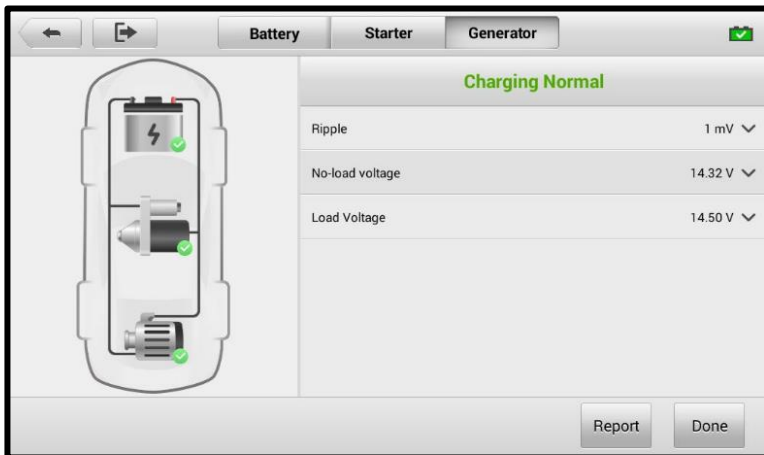 Battery Starter Generator
Charging Normal
Ripple 1 mV
No-load voltage 14.32 V
Load Voltage 14.50 V
Report Done